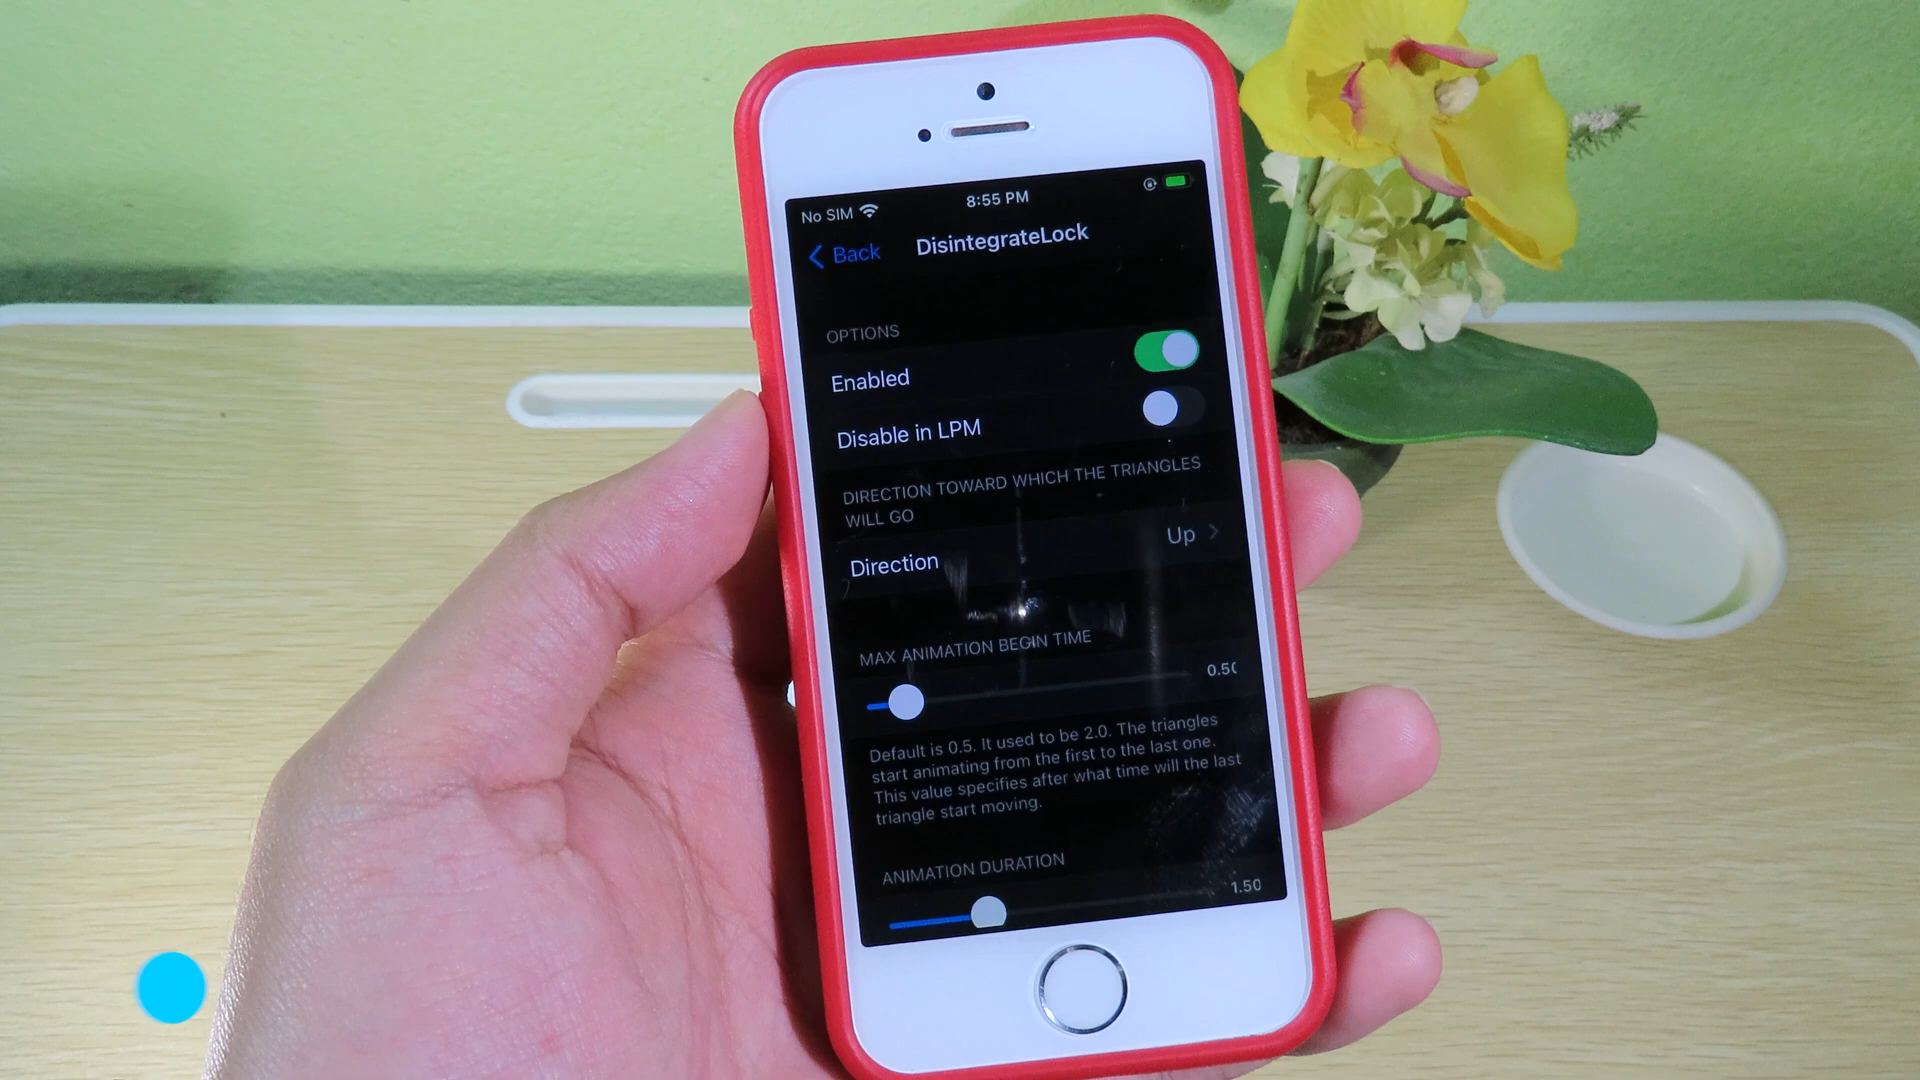 No SIM 8:55 PM
Back DisintegrateLock
OPTIONS
Enabled
Disable in LPM
DIRECTION TOWARD WHICH THE TRIANGLES
WILL GO
Direction Up
MAX ANIMATION BEGIN TIME
0.50
Default is 0.5. It used to be 2.0. The triangles
start animating from the first to the last one.
This value specifies after what time will the last
triangle start moving.
ANIMATION DURATION
1.50